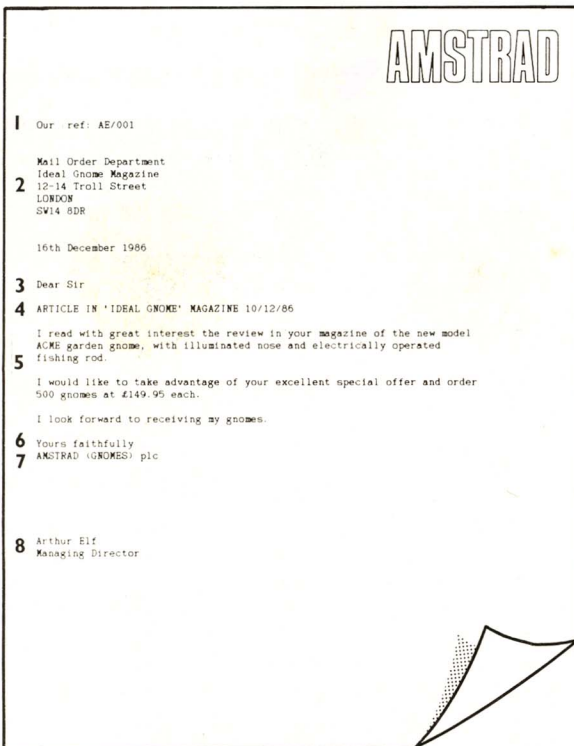 AMSTRAD
1 Our ref: AE/001
Mail Order Department
Ideal Gnome Magazine
2 12-14 Troll Street
LONDON
SW14 8DR
16th December 1986
3 Dear Sir
4 ARTICLE IN 'IDEAL GNOME' MAGAZINE 10/12/86
I read with great interest the review in your magazine of the new model
ACME garden gnome, with illuminated nose and electrically operated
5 fishing rod.
I would like to take advantage of your excellent special offer and order
500 gnomes at £149.95 each.
I look forward to receiving my gnomes.
6 Yours faithfully
7 AMSTRAD (GNOMES) plc
8 Arthur Elf
Managing Director